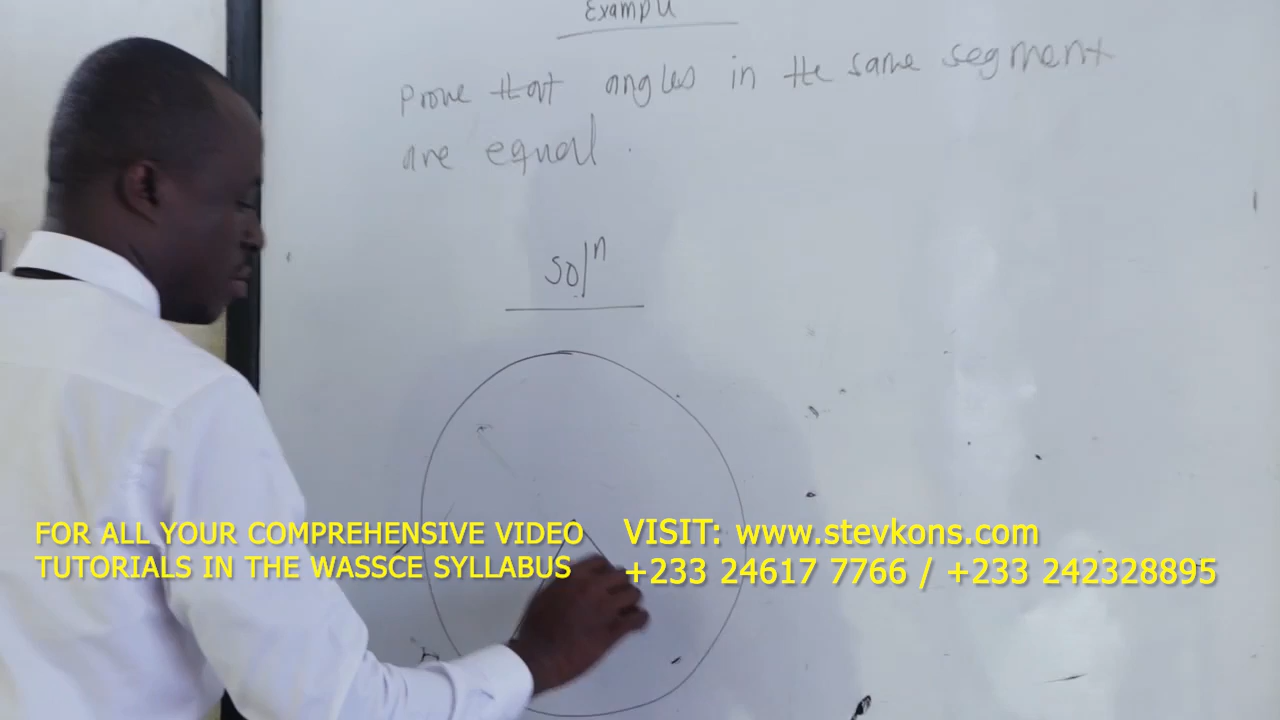 Example
Prove that angles in the same segment
are equal.
Solⁿ
FOR ALL YOUR COMPREHENSIVE VIDEO
TUTORIALS IN THE WASSCE SYLLABUS
VISIT: www.stevkons.com
+233 24617 7766 / +233 242328895